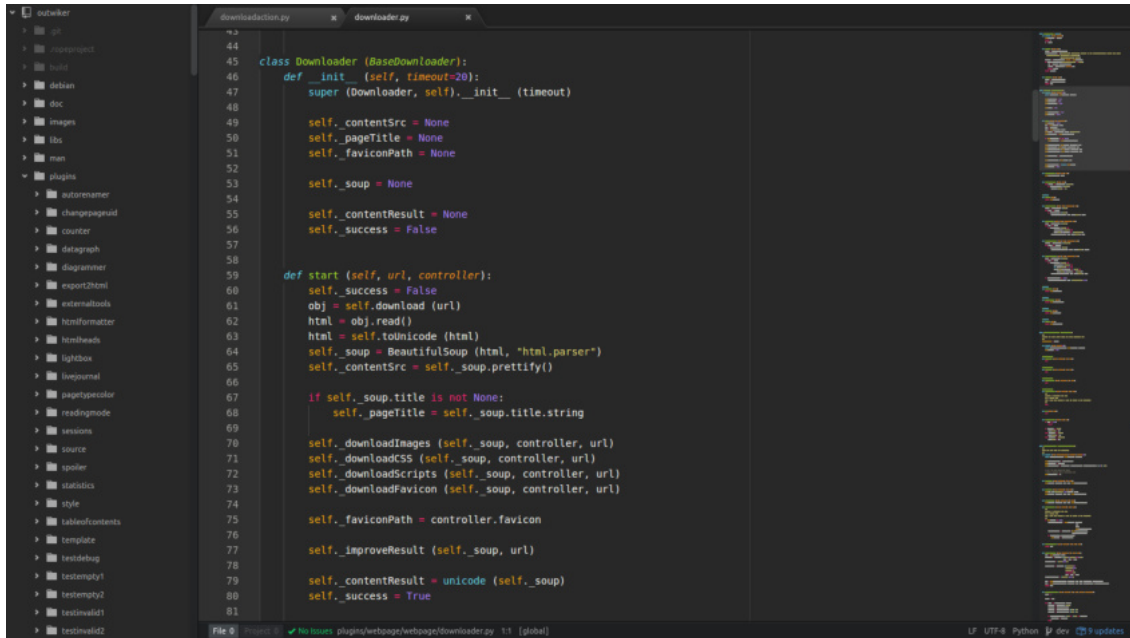 outwiker
.git
.ropeproject
build
debian
doc
images
libs
man
plugins
autorenamer
changepageuid
counter
datagraph
diagrammer
export2html
externaltools
htmlformatter
htmlheads
lightbox
livejournal
pagetypecolor
readingmode
sessions
source
spoiler
statistics
style
tableofcontents
template
testdebug
testempty1
testempty2
testinvalid1
testinvalid2
downloadaction.py x downloader.py x
43
44
45 class Downloader (BaseDownloader):
46 def __init__ (self, timeout=20):
47 super (Downloader, self).__init__ (timeout)
48
49 self._contentSrc = None
50 self._pageTitle = None
51 self._faviconPath = None
52
53 self._soup = None
54
55 self._contentResult = None
56 self._success = False
57
58
59 def start (self, url, controller):
60 self._success = False
61 obj = self.download (url)
62 html = obj.read()
63 html = self.toUnicode (html)
64 self._soup = BeautifulSoup (html, "html.parser")
65 self._contentSrc = self._soup.prettify()
66
67 if self._soup.title is not None:
68 self._pageTitle = self._soup.title.string
69
70 self._downloadImages (self._soup, controller, url)
71 self._downloadCSS (self._soup, controller, url)
72 self._downloadScripts (self._soup, controller, url)
73 self._downloadFavicon (self._soup, controller, url)
74
75 self._faviconPath = controller.favicon
76
77 self._improveResult (self._soup, url)
78
79 self._contentResult = unicode (self._soup)
80 self._success = True
81
File 0 Project 0 No Issues plugins/webpage/webpage/downloader.py 1:1 [global] LF UTF-8 Python dev 9 updates